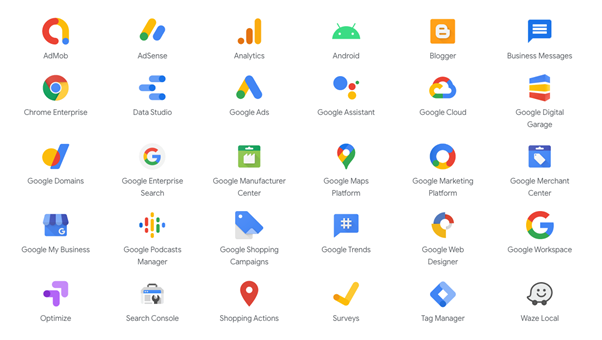 AdMob
AdSense
Analytics
Android
Blogger
Business Messages
Chrome Enterprise
Data Studio
Google Ads
Google Assistant
Google Cloud
Google Digital
Garage
Google Domains
Google Enterprise
Search
Google Manufacturer
Center
Google Maps
Platform
Google Marketing
Platform
Google Merchant
Center
Google My Business
Google Podcasts
Manager
Google Shopping
Campaigns
Google Trends
Google Web
Designer
Google Workspace
Optimize
Search Console
Shopping Actions
Surveys
Tag Manager
Waze Local